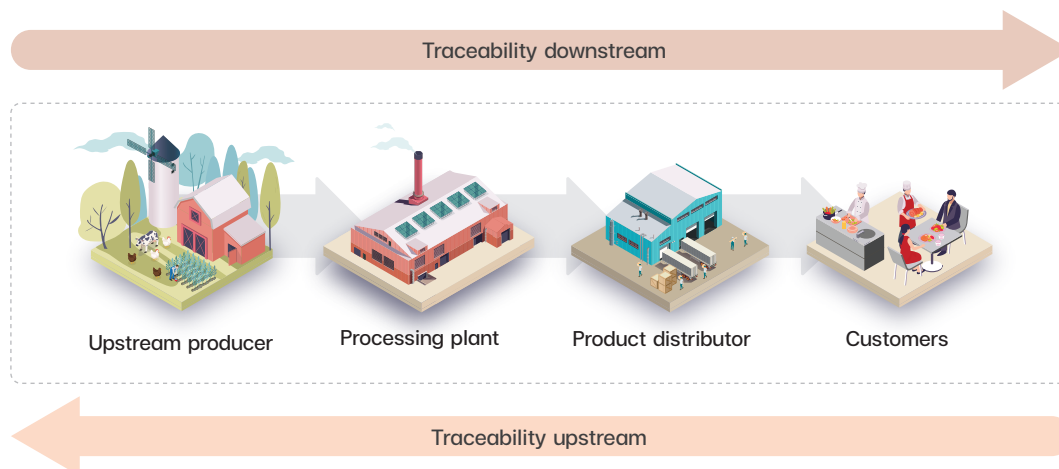 Traceability downstream
Upstream producer
Processing plant
Product distributor
Customers
Traceability upstream